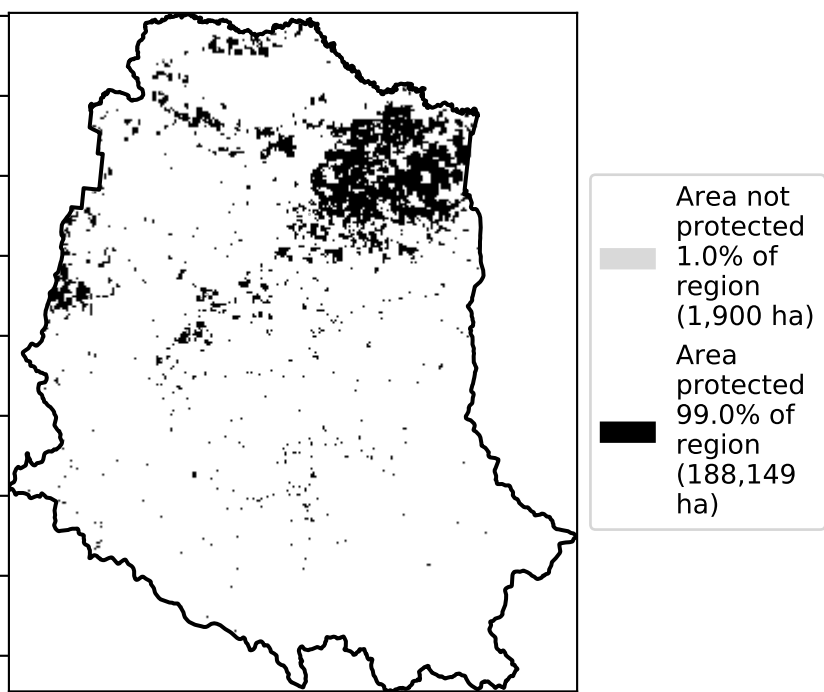 Area not
protected
1.0% of
region
(1,900 ha)
Area
protected
99.0% of
region
(188,149
ha)